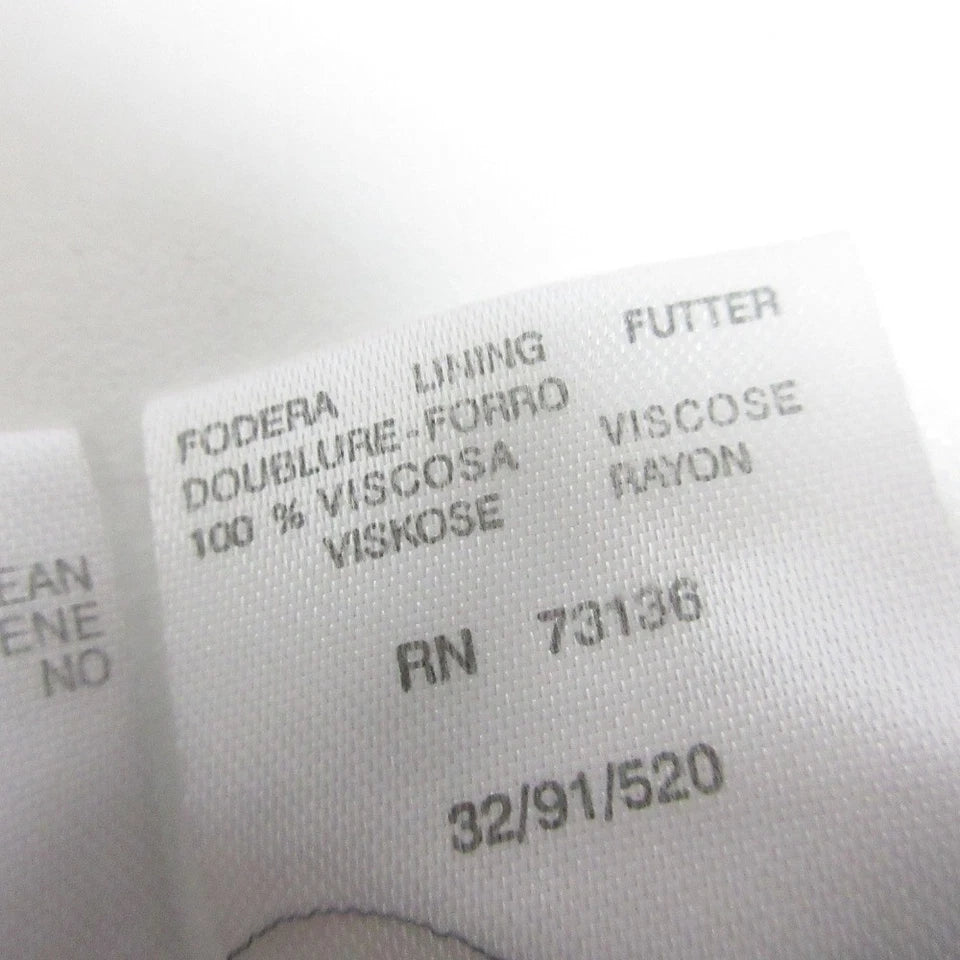 FODERA LINING FUTTER
DOUBLURE-FORRO
100 % VISCOSA VISCOSE
VISKOSE RAYON
RN 73136
32/91/520
EAN
ENE
NO